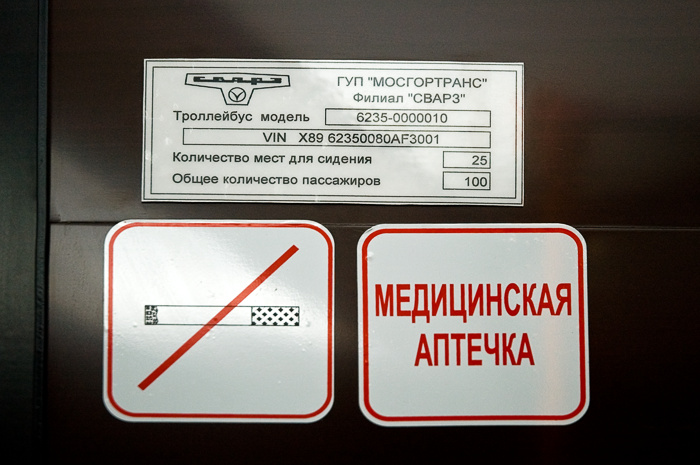 СВАРЗ
ГУП "МОСГОРТРАНС"
Филиал "СВАРЗ"
Троллейбус модель 6235-0000010
VIN X89 62350080AF3001
Количество мест для сидения 25
Общее количество пассажиров 100
МЕДИЦИНСКАЯ
АПТЕЧКА